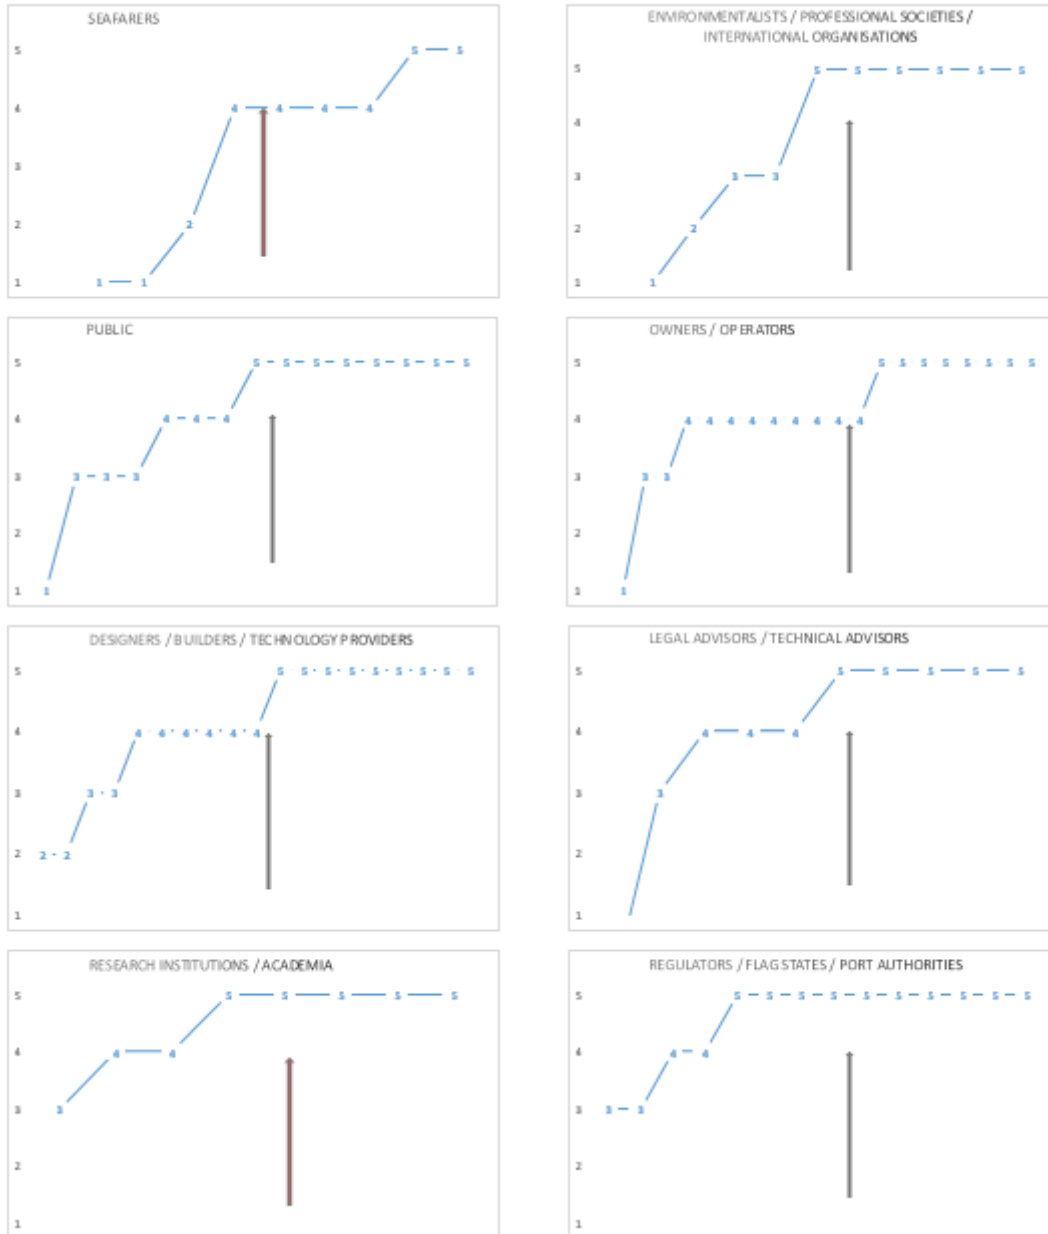 SEAFARERS
5 5 5
4 4 4 4 4
3
2 2
1 1 1
ENVIRONMENTALISTS / PROFESSIONAL SOCIETIES /
INTERNATIONAL ORGANISATIONS
5 5 5 5 5 5 5
4
3 3 3
2 2
1 1
PUBLIC
5 5 5 5 5 5 5 5 5
4 4 4 4
3 3 3 3
2
1 1
OWNERS / OPERATORS
5 5 5 5 5 5 5 5 5
4 4 4 4 4 4 4 4 4 4
3 3 3
2
1 1
DESIGNERS / BUILDERS / TECHNOLOGY PROVIDERS
5 5 5 5 5 5 5 5 5 5
4 4 4 4 4 4 4
3 3 3
2 2 2
1
LEGAL ADVISORS / TECHNICAL ADVISORS
5 5 5 5 5 5
4 4 4 4
3 3
2
1
RESEARCH INSTITUTIONS / ACADEMIA
5 5 5 5 5 5
4 4 4
3 3
2
1
REGULATORS / FLAG STATES / PORT AUTHORITIES
5 5 5 5 5 5 5 5 5 5 5
4 4 4
3 3 3
2
1